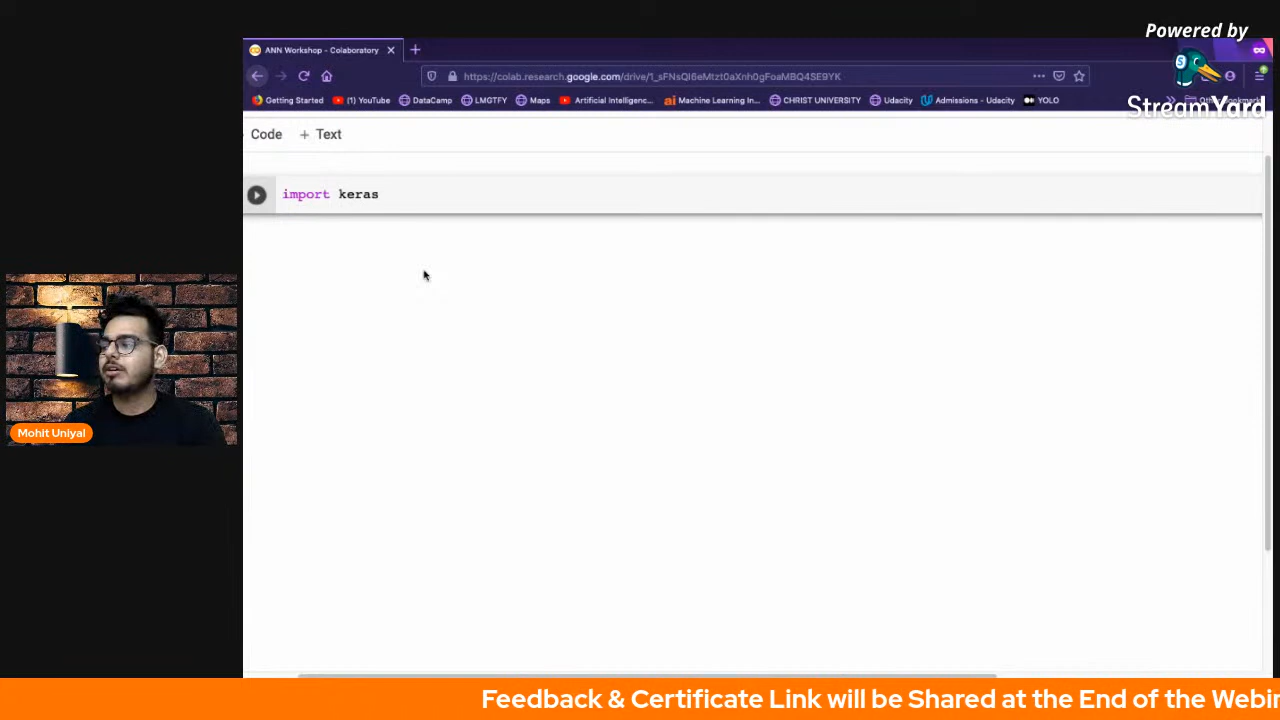 Powered by
StreamYard
ANN Workshop - Colaboratory
https://colab.research.google.com/drive/1_sFNsQI6eMtzt0aXnh0gFoaMBQ4SE9YK
Getting Started
(1) YouTube
DataCamp
LMGTFY
Maps
Artificial Intelligenc...
Machine Learning In...
CHRIST UNIVERSITY
Udacity
Admissions - Udacity
YOLO
Code
+ Text
import keras
Mohit Uniyal
Feedback & Certificate Link will be Shared at the End of the Webi